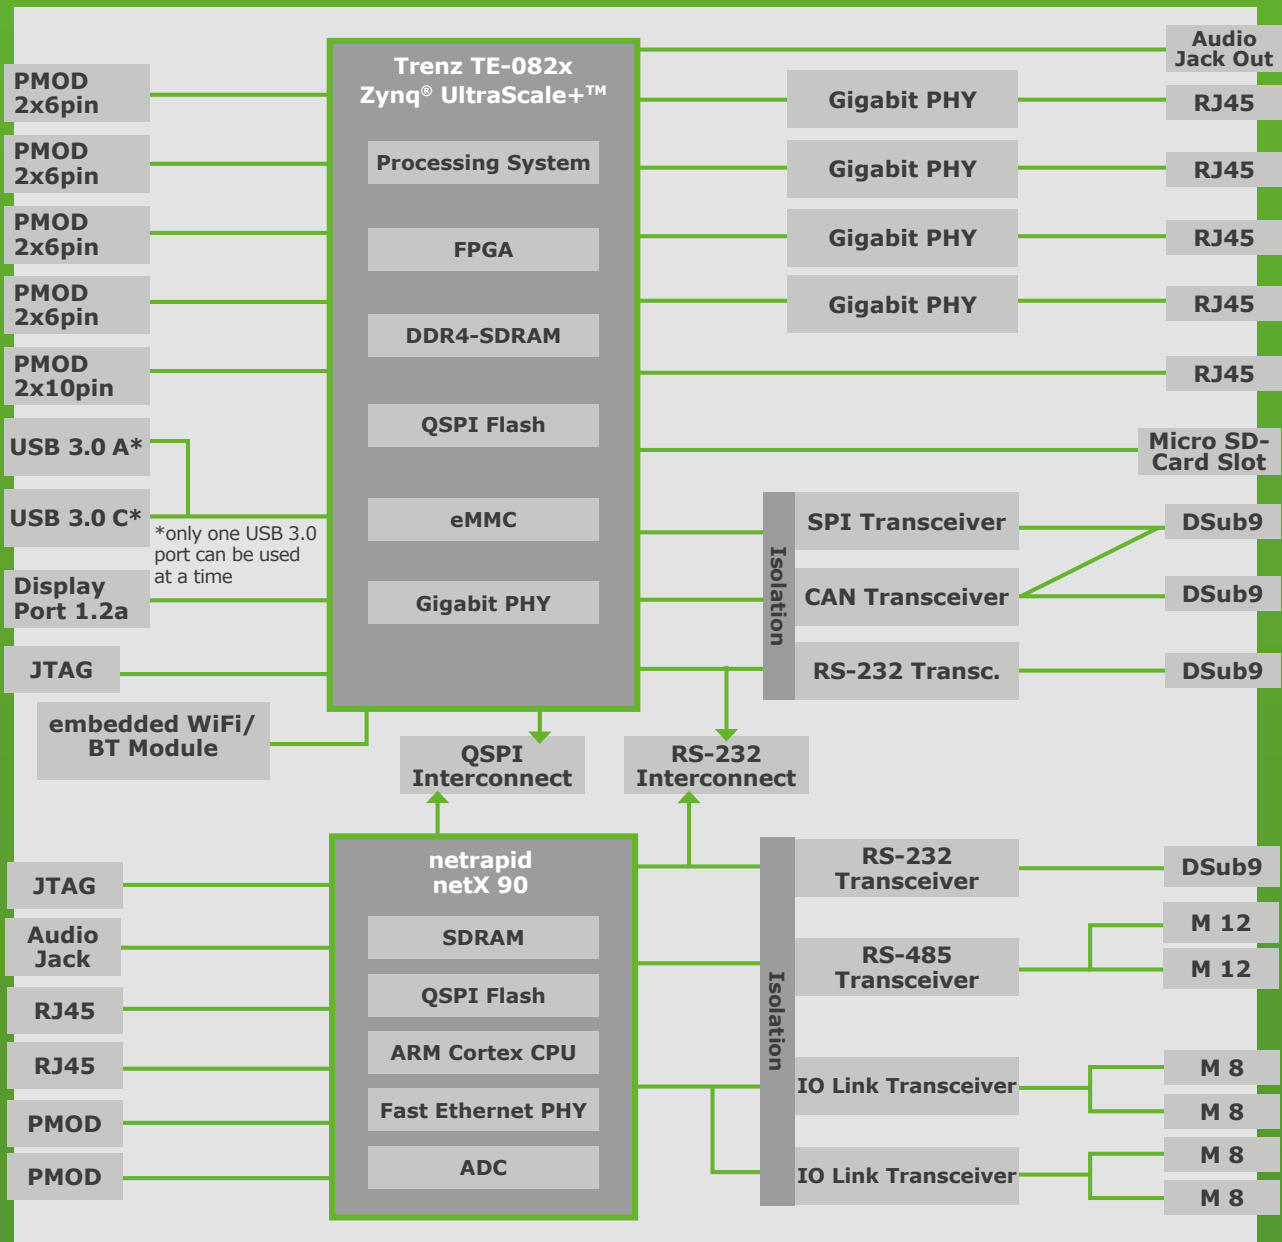 Audio
Jack Out
Trenz TE-082x
Zynq® UltraScale+™
PMOD
2x6pin
Gigabit PHY
RJ45
Processing System
PMOD
2x6pin
Gigabit PHY
RJ45
FPGA
PMOD
2x6pin
Gigabit PHY
RJ45
PMOD
2x6pin
Gigabit PHY
RJ45
DDR4-SDRAM
PMOD
2x10pin
RJ45
QSPI Flash
USB 3.0 A*
Micro SD-
Card Slot
USB 3.0 C*
*only one USB 3.0
port can be used
at a time
eMMC
Isolation
SPI Transceiver
DSub9
Display
Port 1.2a
Gigabit PHY
CAN Transceiver
DSub9
JTAG
RS-232 Transc.
DSub9
embedded WiFi/
BT Module
QSPI
Interconnect
RS-232
Interconnect
netrapid
netX 90
JTAG
RS-232
Transceiver
DSub9
Audio
Jack
SDRAM
RS-485
Transceiver
M 12
M 12
RJ45
QSPI Flash
Isolation
RJ45
ARM Cortex CPU
IO Link Transceiver
M 8
M 8
PMOD
Fast Ethernet PHY
PMOD
ADC
IO Link Transceiver
M 8
M 8